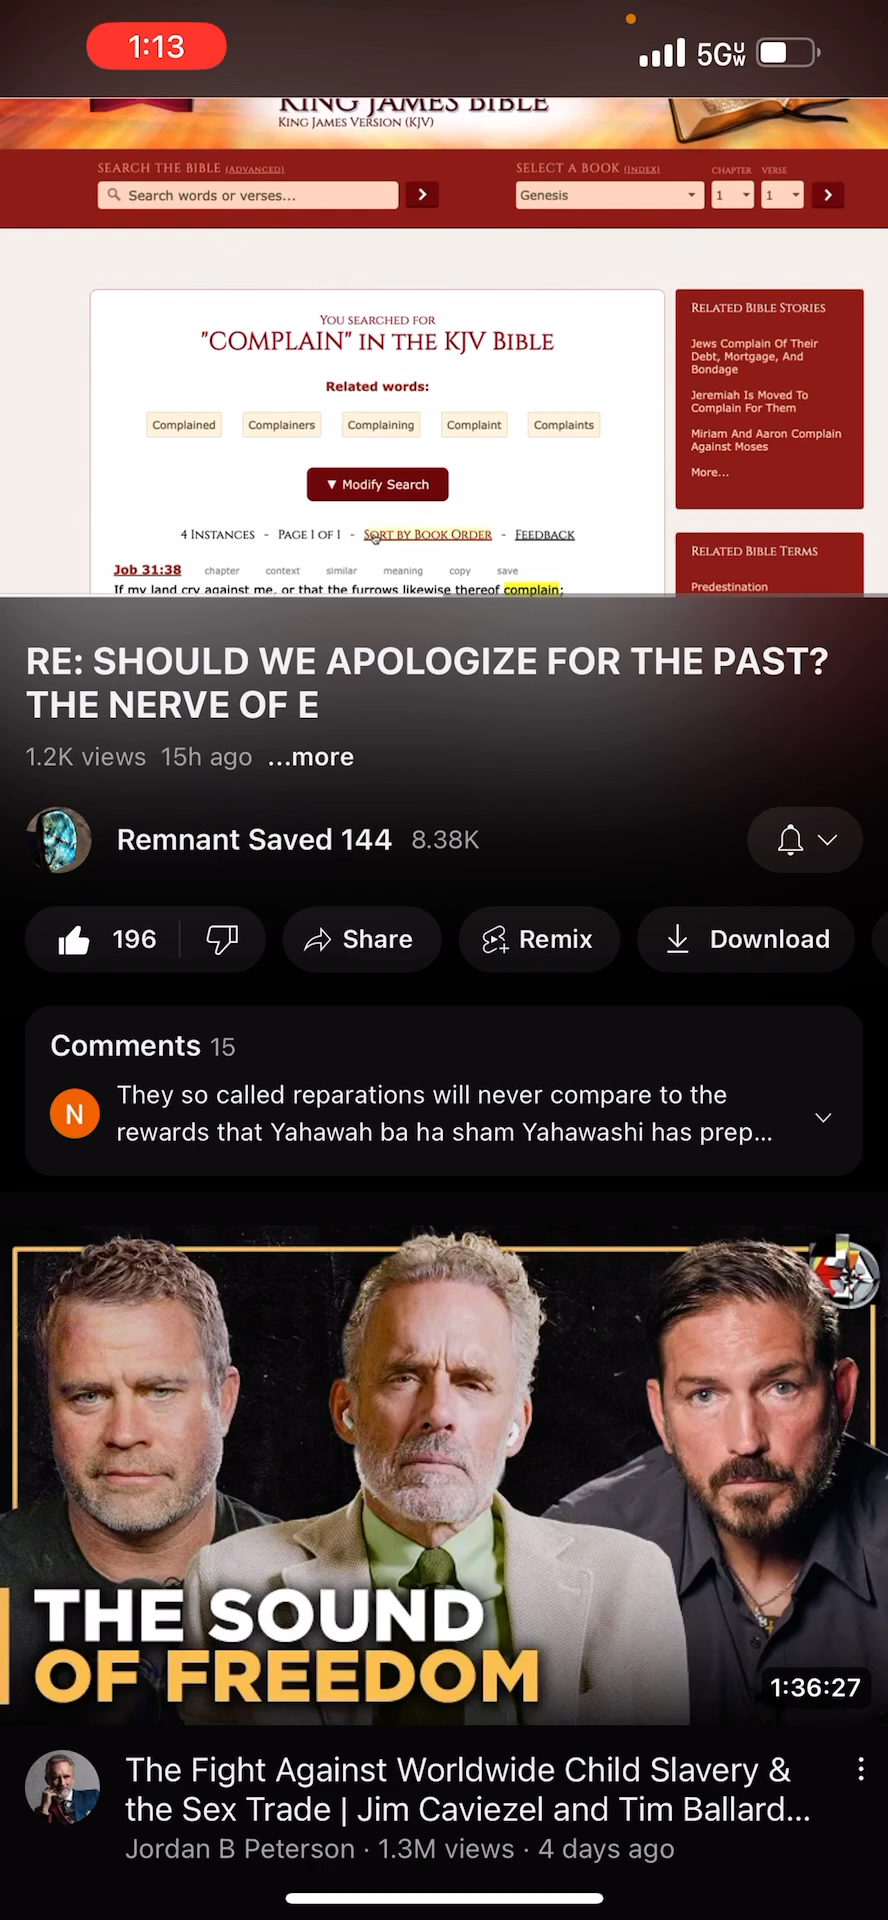 1:13
5GUW
KING JAMES BIBLE
KING JAMES VERSION (KJV)
SEARCH THE BIBLE (ADVANCED)
SELECT A BOOK (INDEX)
CHAPTER
VERSE
Search words or verses...
Genesis
1
1
YOU SEARCHED FOR
"COMPLAIN" IN THE KJV BIBLE
Related words:
Complained
Complainers
Complaining
Complaint
Complaints
▼ Modify Search
4 INSTANCES - PAGE 1 OF 1 - SORT BY BOOK ORDER - FEEDBACK
Job 31:38 chapter context similar meaning copy save
If my land cry against me, or that the furrows likewise thereof complain;
RELATED BIBLE STORIES
Jews Complain Of Their
Debt, Mortgage, And
Bondage
Jeremiah Is Moved To
Complain For Them
Miriam And Aaron Complain
Against Moses
More...
RELATED BIBLE TERMS
Predestination
RE: SHOULD WE APOLOGIZE FOR THE PAST?
THE NERVE OF E
1.2K views 15h ago ...more
Remnant Saved 144 8.38K
196
Share
Remix
Download
Comments 15
N
They so called reparations will never compare to the
rewards that Yahawah ba ha sham Yahawashi has prep...
THE SOUND
OF FREEDOM
1:36:27
The Fight Against Worldwide Child Slavery &
the Sex Trade | Jim Caviezel and Tim Ballard...
Jordan B Peterson · 1.3M views · 4 days ago